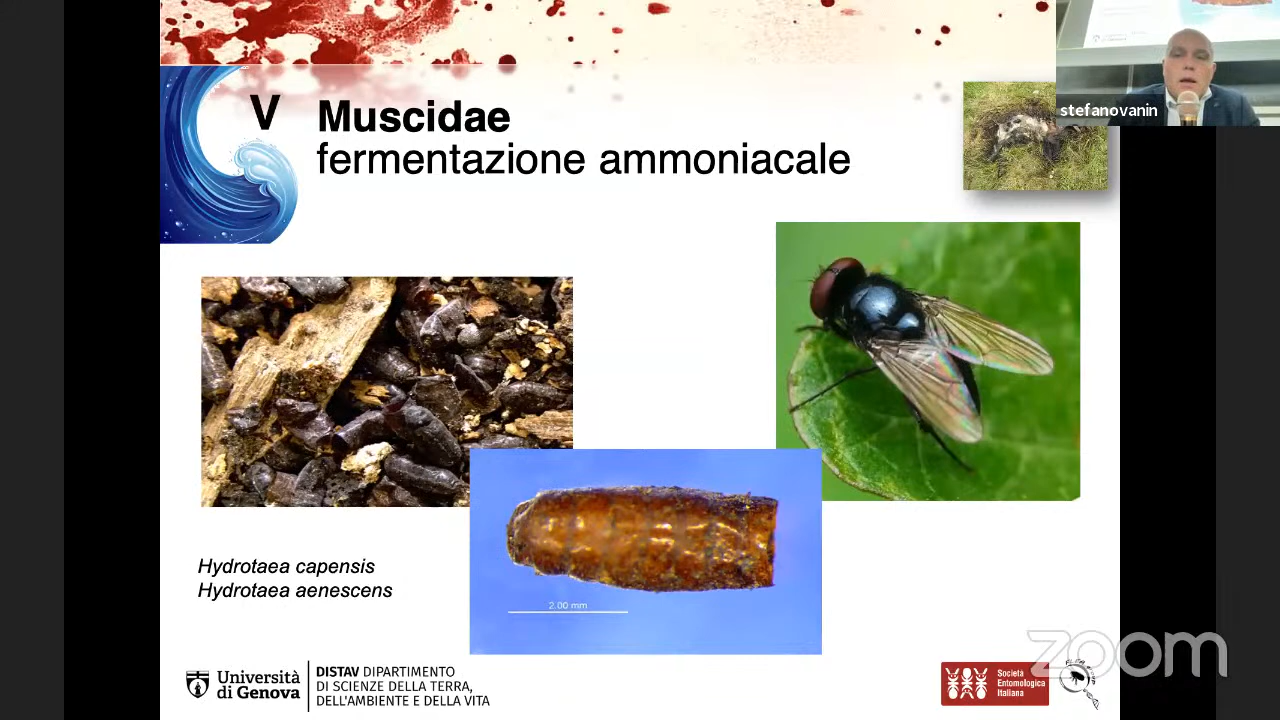 stefanovanin
V
Muscidae
fermentazione ammoniacale
2.00 mm
Hydrotaea capensis
Hydrotaea aenescens
Università
di Genova
DISTAV DIPARTIMENTO
DI SCIENZE DELLA TERRA,
DELL'AMBIENTE E DELLA VITA
Società
Entomologica
Italiana
zoom